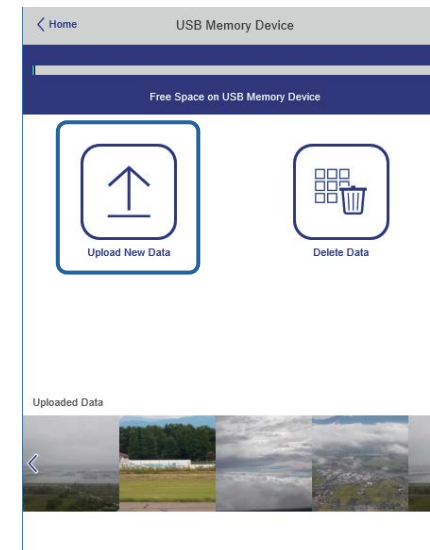 Home
USB Memory Device
Free Space on USB Memory Device
Upload New Data
Delete Data
Uploaded Data